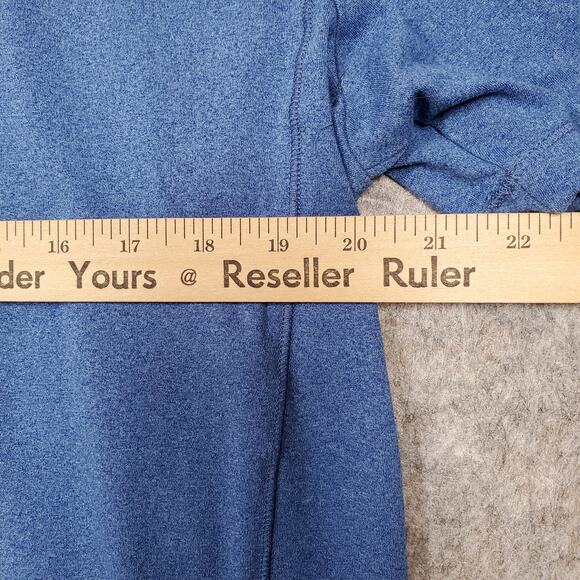 16 17 18 19 20 21 22
der Yours @ Reseller Ruler